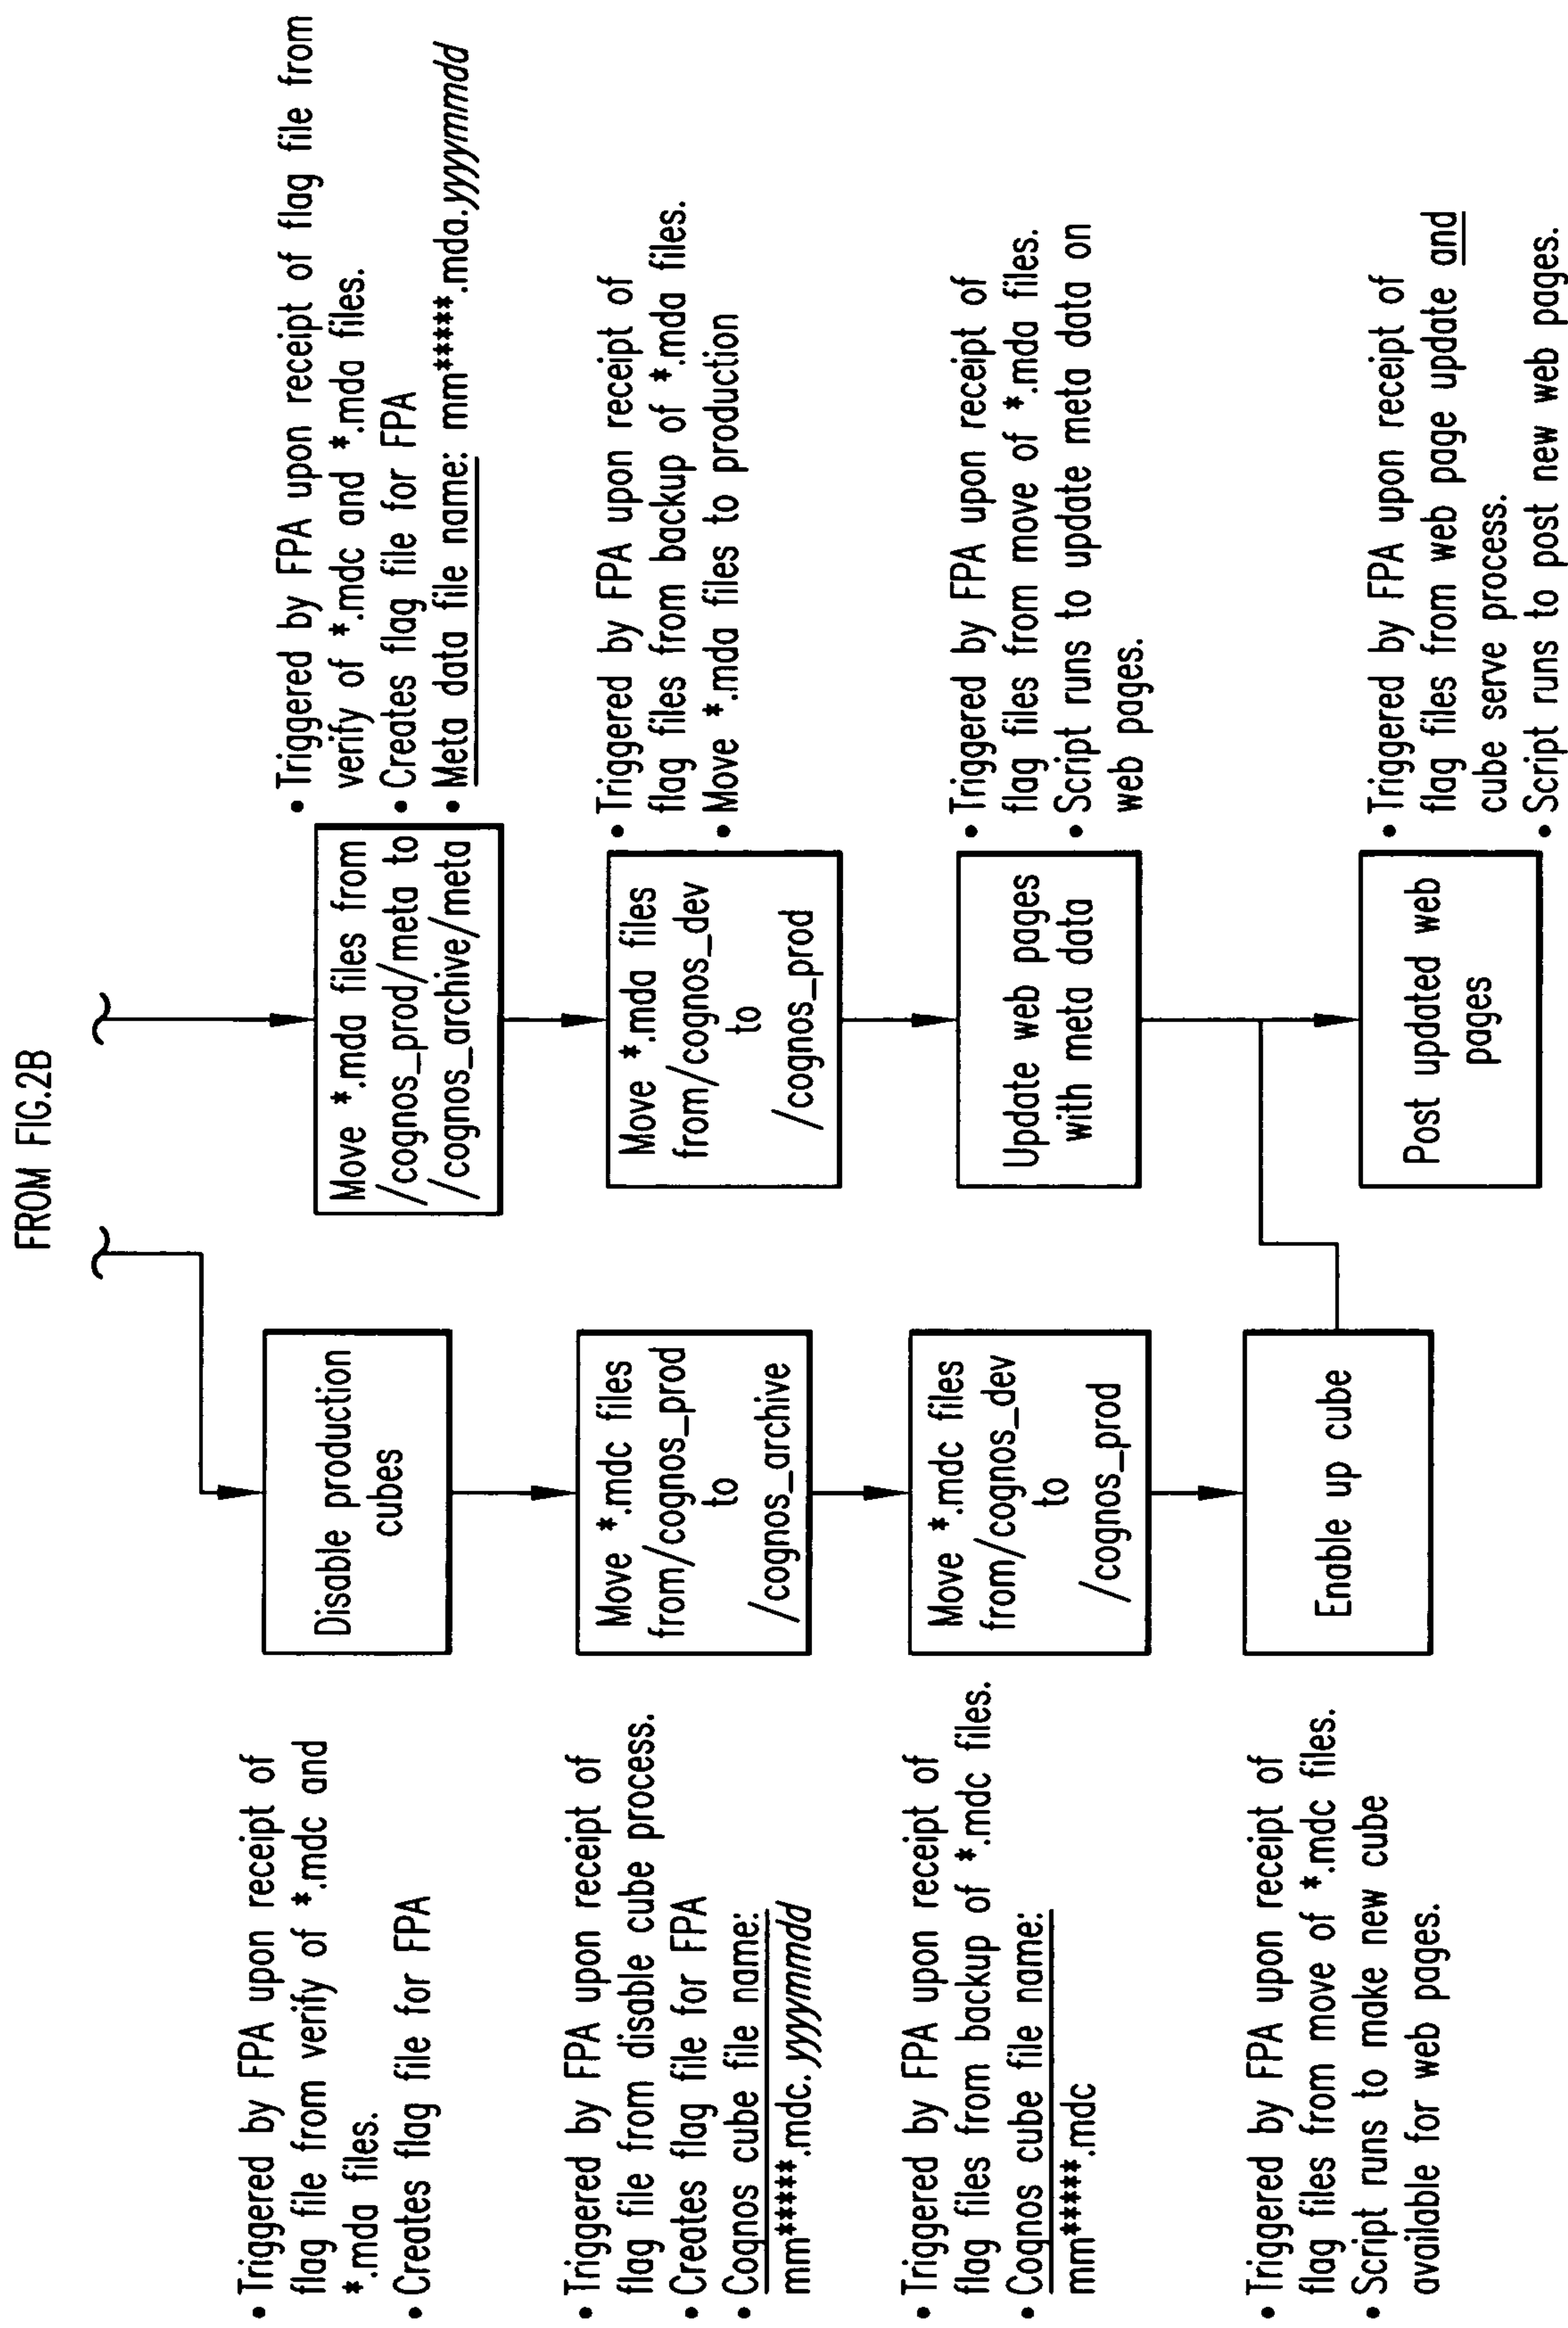 FROM FIG.2B
• Triggered by FPA upon receipt of
flag file from verify of *.mdc and
*.mda files.
• Creates flag file for FPA
Disable production
cubes
Move *.mda files from
/cognos_prod/meta to
/cognos_archive/meta
• Triggered by FPA upon receipt of flag file from
verify of *.mdc and *.mda files.
• Creates flag file for FPA
• Meta data file name: mm*****.mda.yyyymmdd
• Triggered by FPA upon receipt of
flag file from disable cube process.
• Creates flag file for FPA
• Cognos cube file name:
mm*****.mdc. yyyymmdd
Move *.mdc files
from/cognos_prod
to
/cognos_archive
Move *.mda files
from/cognos_dev
to
/cognos_prod
• Triggered by FPA upon receipt of
flag files from backup of *.mda files.
• Move *.mda files to production
• Triggered by FPA upon receipt of
flag files from backup of *.mdc files.
• Cognos cube file name:
mm*****.mdc
Move *.mdc files
from/cognos_dev
to
/cognos_prod
Update web pages
with meta data
• Triggered by FPA upon receipt of
flag files from move of *.mda files.
• Script runs to update meta data on
web pages.
• Triggered by FPA upon receipt of
flag files from move of *.mdc files.
• Script runs to make new cube
available for web pages.
Enable up cube
Post updated web
pages
• Triggered by FPA upon receipt of
flag files from web page update and
cube serve process.
• Script runs to post new web pages.